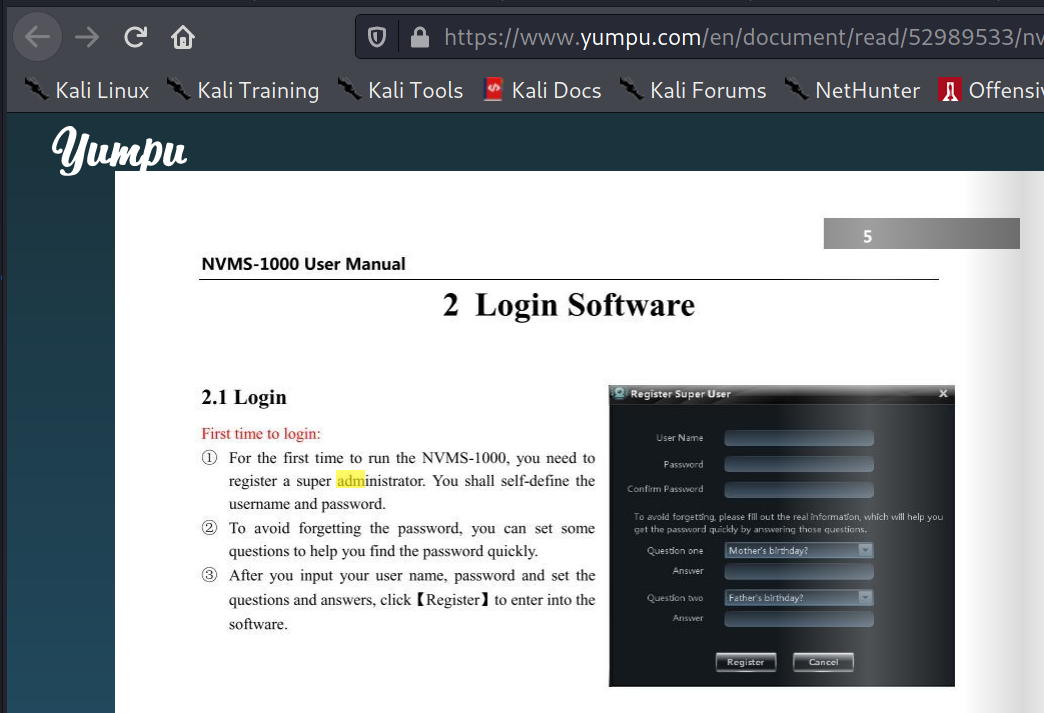 https://www.yumpu.com/en/document/read/52989533/nv
Kali Linux Kali Training Kali Tools Kali Docs Kali Forums NetHunter Offensi
Yumpu
5
NVMS-1000 User Manual
2 Login Software
2.1 Login
First time to login:
① For the first time to run the NVMS-1000, you need to
register a super administrator. You shall self-define the
username and password.
② To avoid forgetting the password, you can set some
questions to help you find the password quickly.
③ After you input your user name, password and set the
questions and answers, click【Register】to enter into the
software.
Register Super User X
User Name
Password
Confirm Password
To avoid forgetting, please fill out the real information, which will help you
get the password quickly by answering those questions.
Question one Mother's birthday?
Answer
Question two Father's birthday?
Answer
Register Cancel